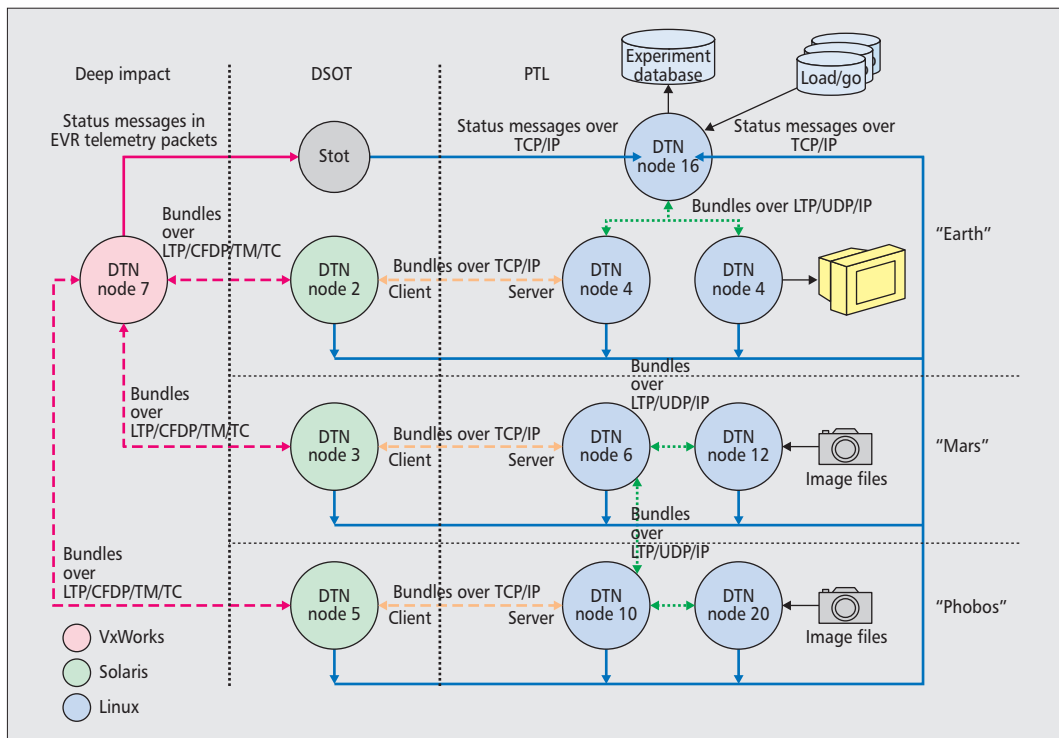 Deep impact
DSOT
PTL
Experiment
database
Load/go
Status messages in
EVR telemetry packets
Stot
Status messages over
TCP/IP
DTN
node 16
Status messages over
TCP/IP
Bundles over LTP/UDP/IP
"Earth"
Bundles
over
LTP/CFDP/TM/TC
DTN
node 7
DTN
node 2
Bundles over TCP/IP
Client
Server
DTN
node 4
DTN
node 4
Bundles
over
LTP/CFDP/TM/TC
DTN
node 3
Bundles over TCP/IP
Client
Server
DTN
node 6
Bundles
over
LTP/UDP/IP
DTN
node 12
Image files
"Mars"
Bundles
over
LTP/UDP/IP
Bundles
over
LTP/CFDP/TM/TC
DTN
node 5
Bundles over TCP/IP
Client
Server
DTN
node 10
DTN
node 20
Image files
"Phobos"
VxWorks
Solaris
Linux